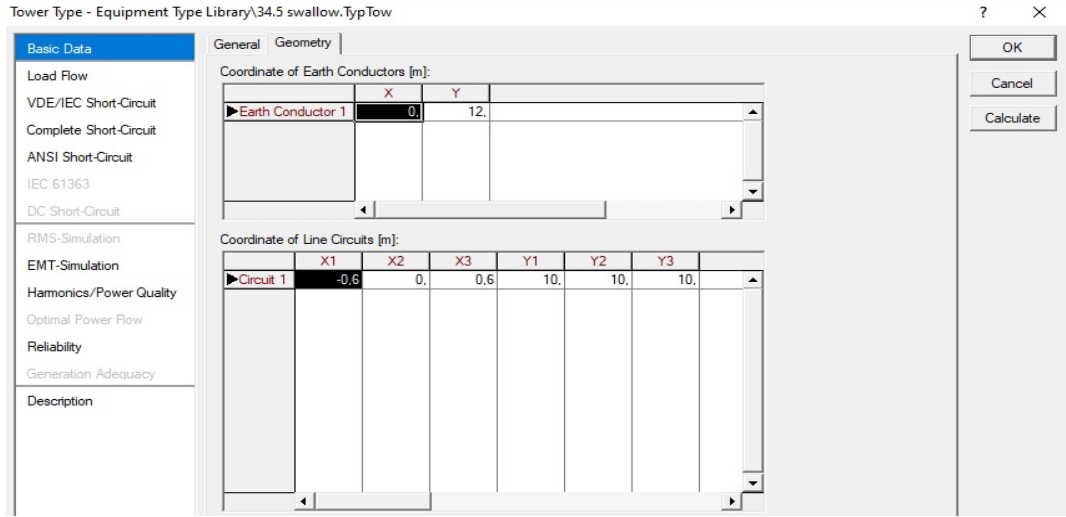 Tower Type - Equipment Type Library\34.5 swallow.TypTow ? ×
Basic Data
Load Flow
VDE/IEC Short-Circuit
Complete Short-Circuit
ANSI Short-Circuit
IEC 61363
DC Short-Circuit
RMS-Simulation
EMT-Simulation
Harmonics/Power Quality
Optimal Power Flow
Reliability
Generation Adequacy
Description
General Geometry
Coordinate of Earth Conductors [m]:
X Y
Earth Conductor 1 0, 12,
Coordinate of Line Circuits [m]:
X1 X2 X3 Y1 Y2 Y3
Circuit 1 -0,6 0, 0,6 10, 10, 10,
OK
Cancel
Calculate